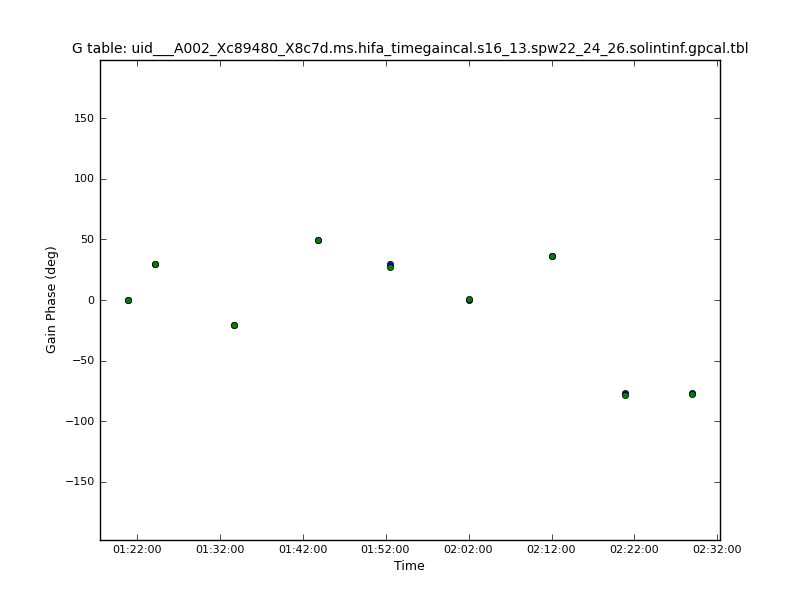 G table: uid___A002_Xc89480_X8c7d.ms.hifa_timegaincal.s16_13.spw22_24_26.solintinf.gpcal.tbl
150
100
50
0
−50
−100
−150
Gain Phase (deg)
01:22:00 01:32:00 01:42:00 01:52:00 02:02:00 02:12:00 02:22:00 02:32:00
Time